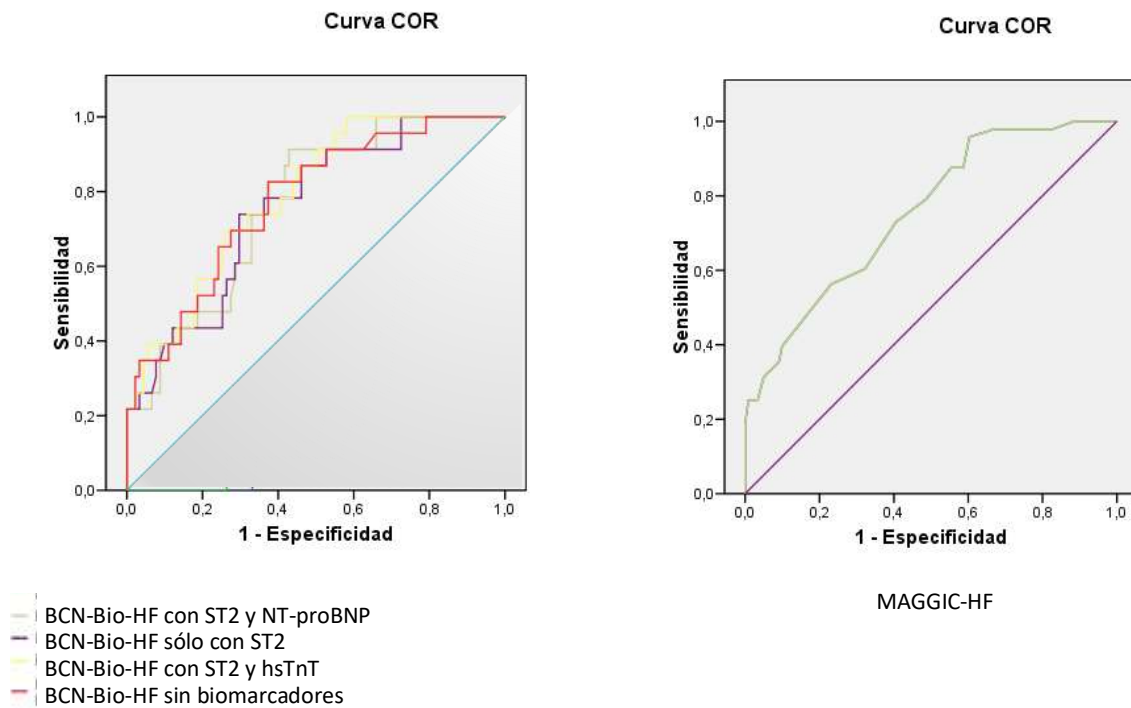 Curva COR
1,0
0,8
0,6
0,4
0,2
0,0
Sensibilidad
0,0 0,2 0,4 0,6 0,8 1,0
1 - Especificidad
BCN-Bio-HF con ST2 y NT-proBNP
BCN-Bio-HF sólo con ST2
BCN-Bio-HF con ST2 y hsTnT
BCN-Bio-HF sin biomarcadores
Curva COR
1,0
0,8
0,6
0,4
0,2
0,0
Sensibilidad
0,0 0,2 0,4 0,6 0,8 1,0
1 - Especificidad
MAGGIC-HF